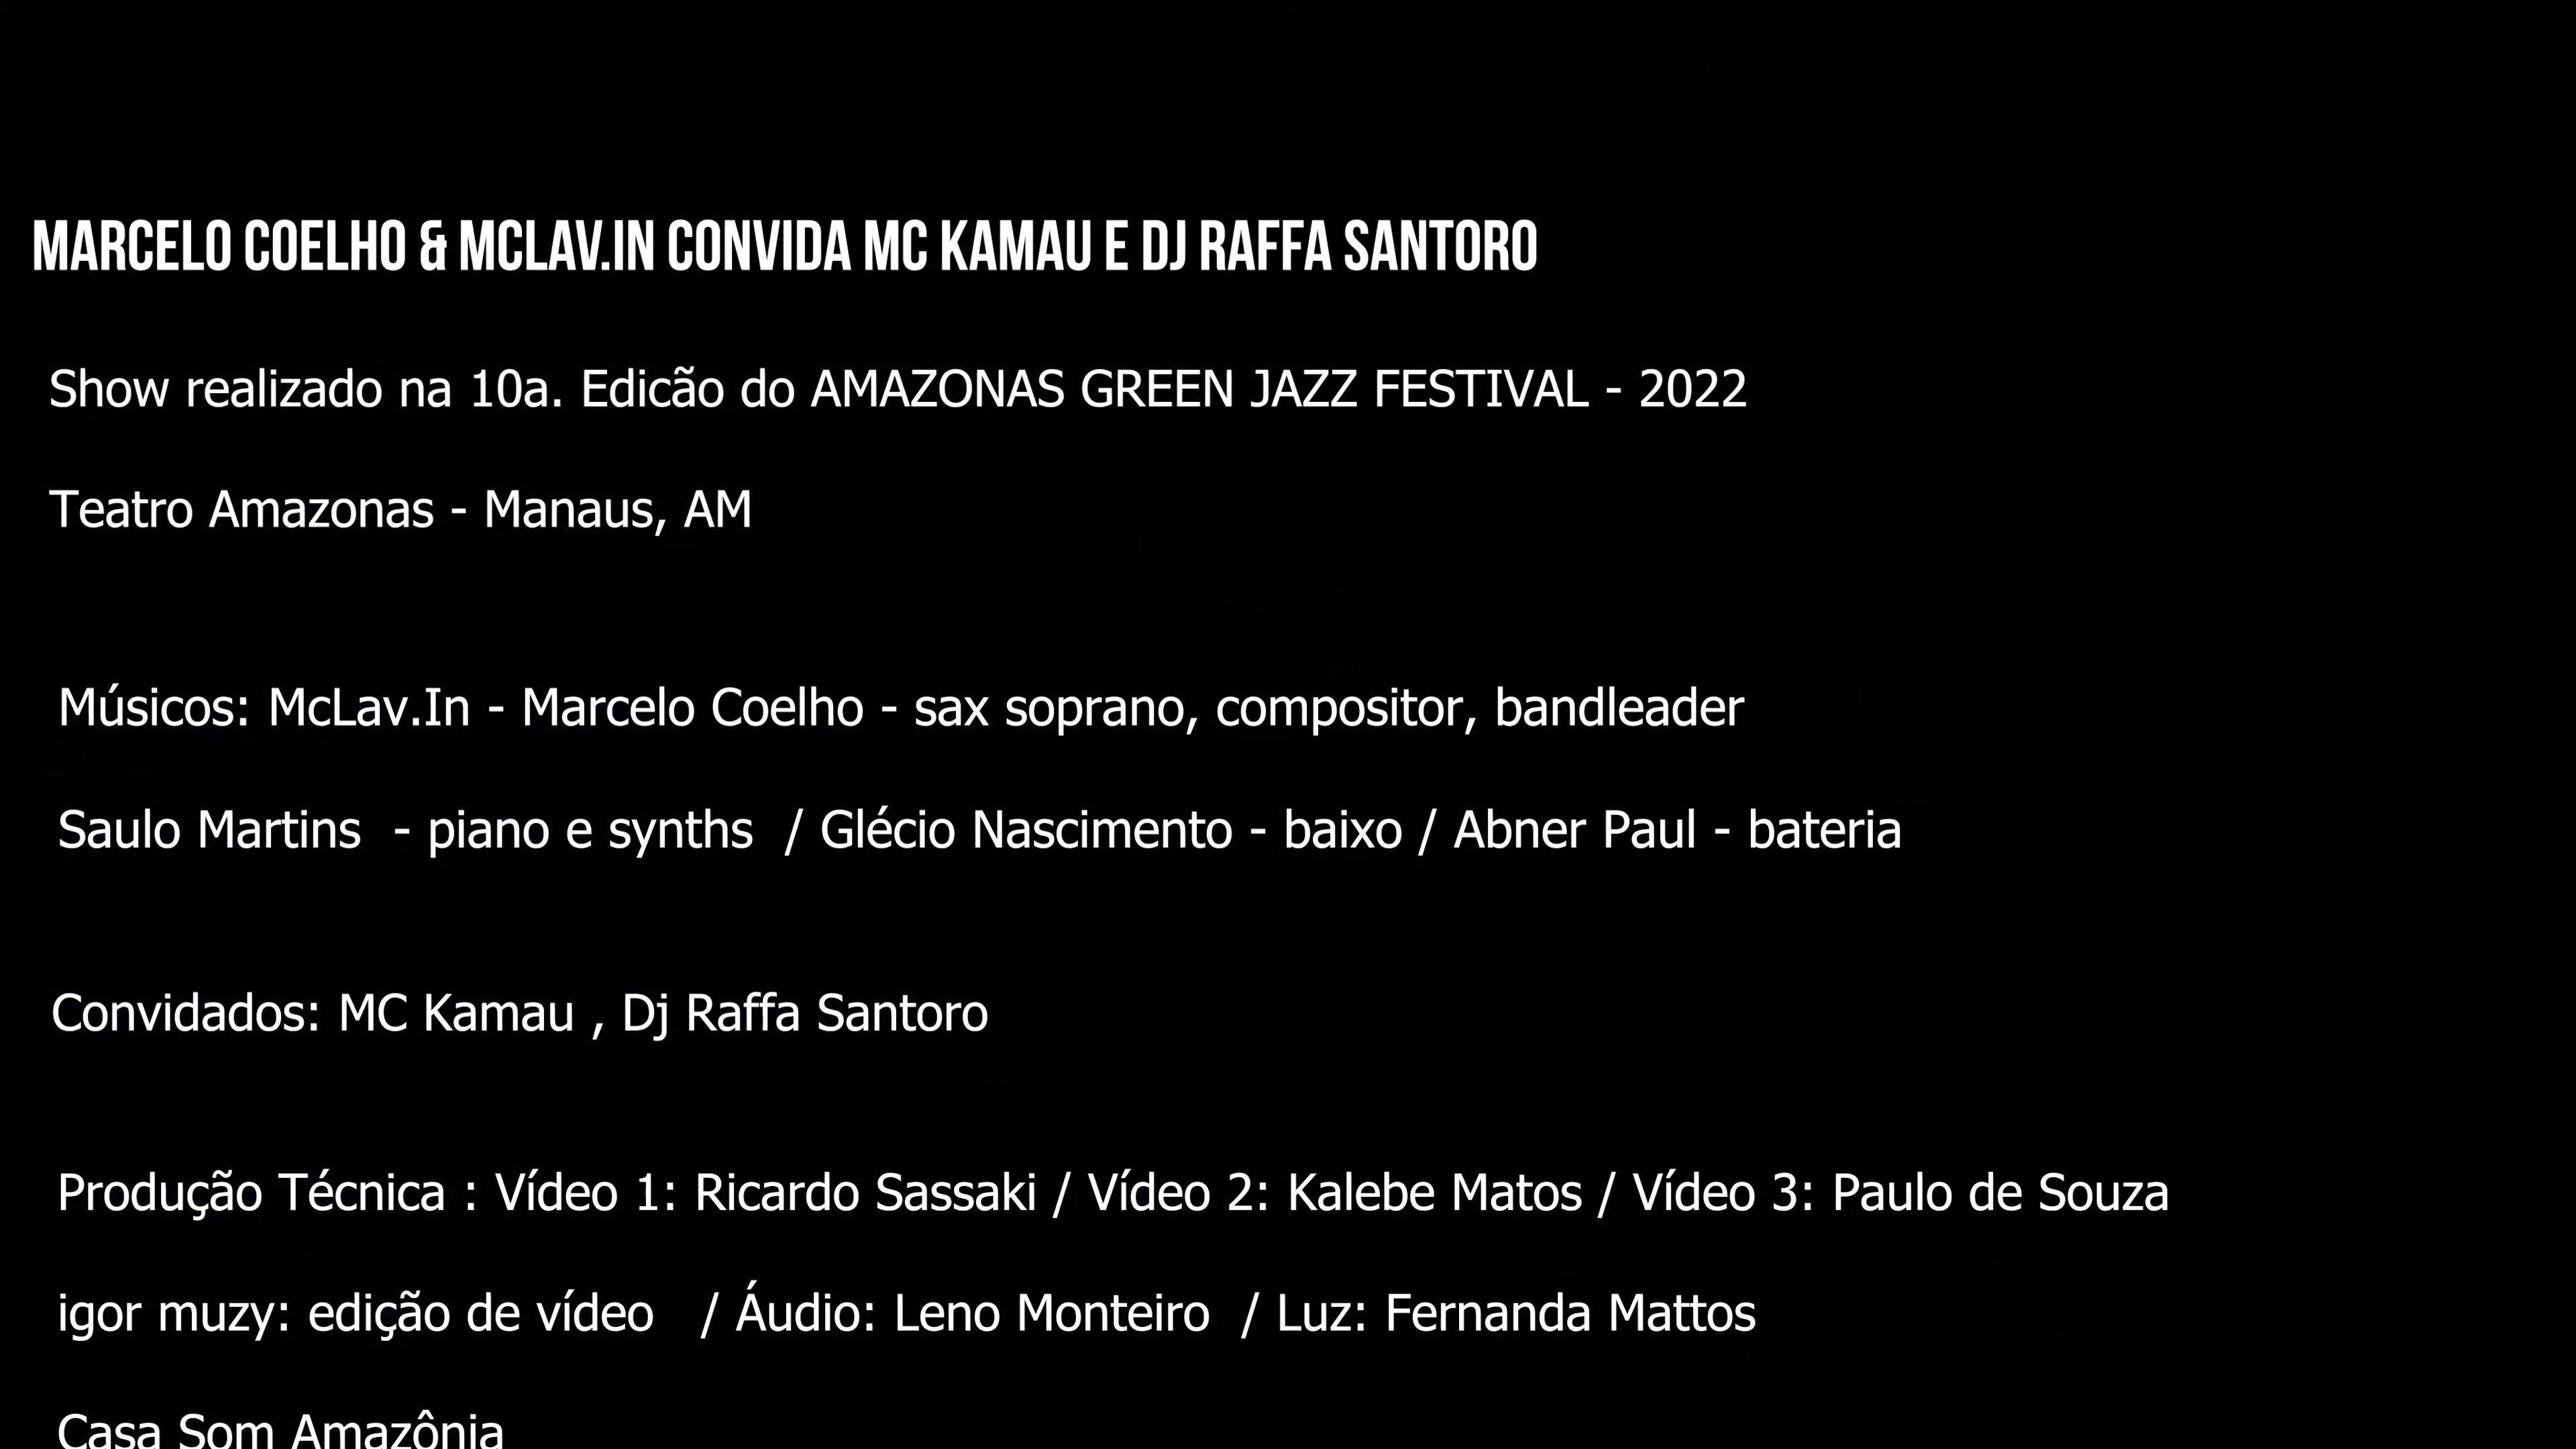 MARCELO COELHO & MCLAV.IN CONVIDA MC KAMAU E DJ RAFFA SANTORO
Show realizado na 10a. Edicão do AMAZONAS GREEN JAZZ FESTIVAL - 2022
Teatro Amazonas - Manaus, AM
Músicos: McLav.In - Marcelo Coelho - sax soprano, compositor, bandleader
Saulo Martins - piano e synths / Glécio Nascimento - baixo / Abner Paul - bateria
Convidados: MC Kamau , Dj Raffa Santoro
Produção Técnica : Vídeo 1: Ricardo Sassaki / Vídeo 2: Kalebe Matos / Vídeo 3: Paulo de Souza
igor muzy: edição de vídeo / Áudio: Leno Monteiro / Luz: Fernanda Mattos
Casa Som Amazônia